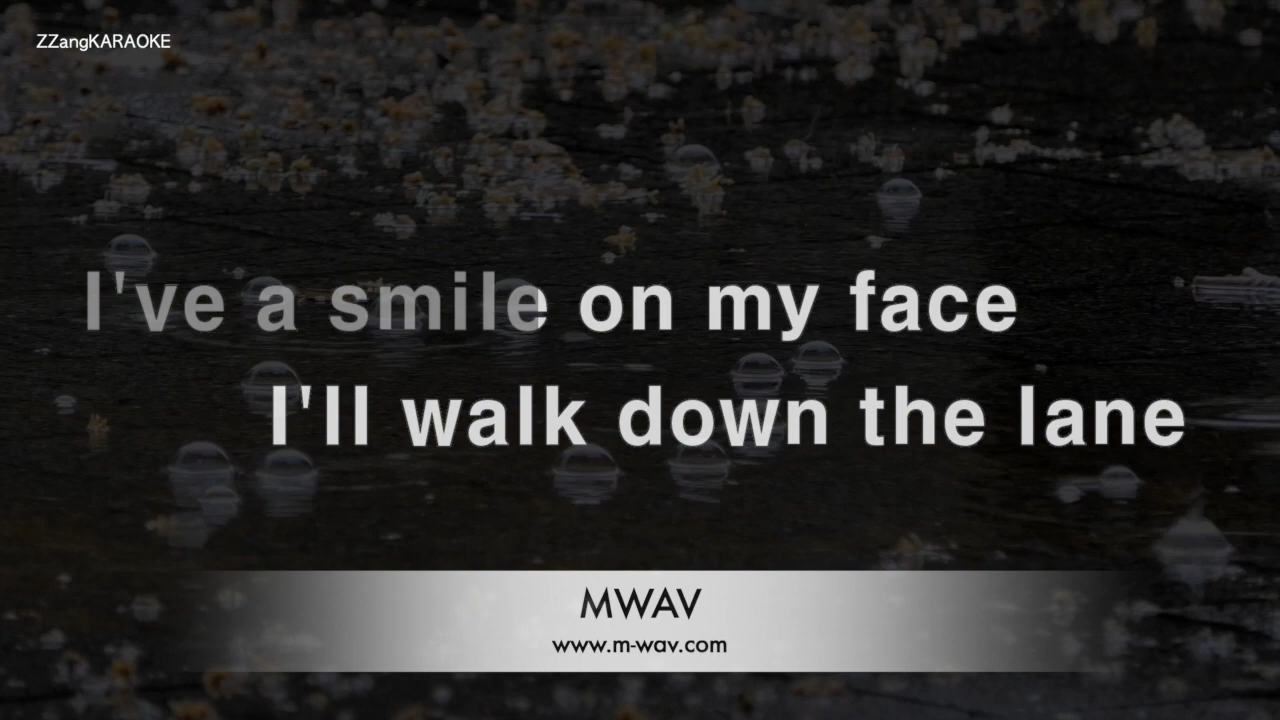 ZZangKARAOKE
I've a smile on my face
I'll walk down the lane
MWAV
www.m-wav.com